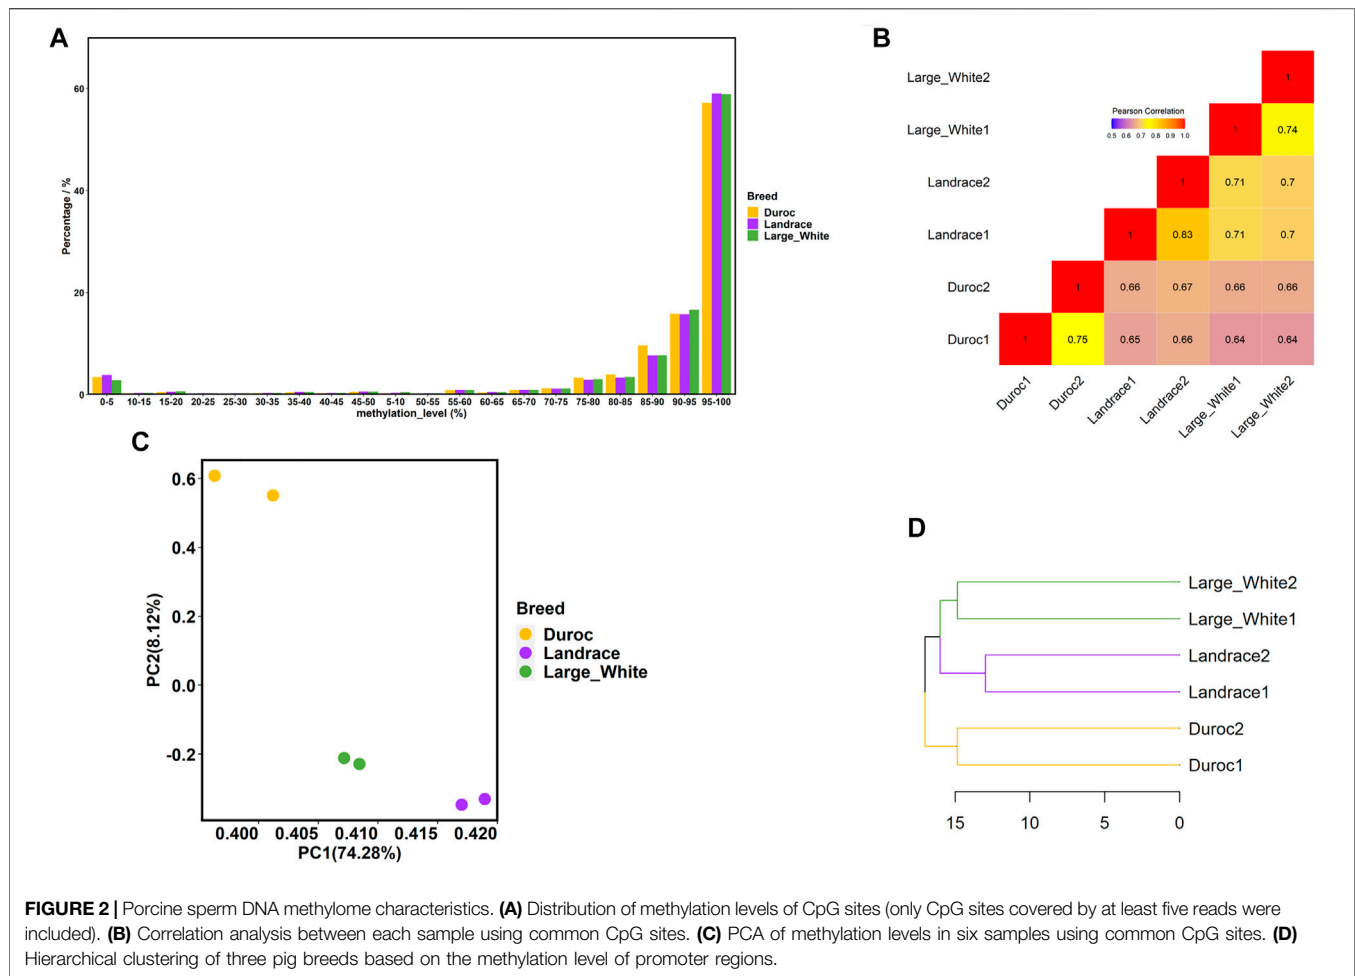 A
60
40
20
0
Percentage / %
0-5 10-15 15-20 20-25 25-30 30-35 35-40 40-45 45-50 5-10 50-55 55-60 60-65 65-70 70-75 75-80 80-85 85-90 90-95 95-100
methylation_level (%)
Breed
Duroc
Landrace
Large_White
B
Large_White2
Large_White1
Landrace2
Landrace1
Duroc2
Duroc1
Pearson Correlation
0.5 0.6 0.7 0.8 0.9 1.0
1
1 0.74
1 0.71 0.7
1 0.83 0.71 0.7
1 0.66 0.67 0.66 0.66
1 0.75 0.65 0.66 0.64 0.64
Duroc1 Duroc2 Landrace1 Landrace2 Large_White1 Large_White2
C
0.6
0.4
0.2
0.0
-0.2
PC2(8.12%)
0.400 0.405 0.410 0.415 0.420
PC1(74.28%)
Breed
Duroc
Landrace
Large_White
D
Large_White2
Large_White1
Landrace2
Landrace1
Duroc2
Duroc1
15 10 5 0
FIGURE 2 | Porcine sperm DNA methylome characteristics. (A) Distribution of methylation levels of CpG sites (only CpG sites covered by at least five reads were
included). (B) Correlation analysis between each sample using common CpG sites. (C) PCA of methylation levels in six samples using common CpG sites. (D)
Hierarchical clustering of three pig breeds based on the methylation level of promoter regions.